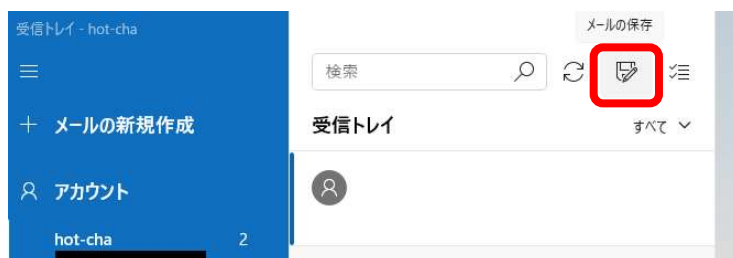 受信トレイ - hot-cha
メールの保存
検索
メールの新規作成
受信トレイ
すべて
アカウント
hot-cha 2